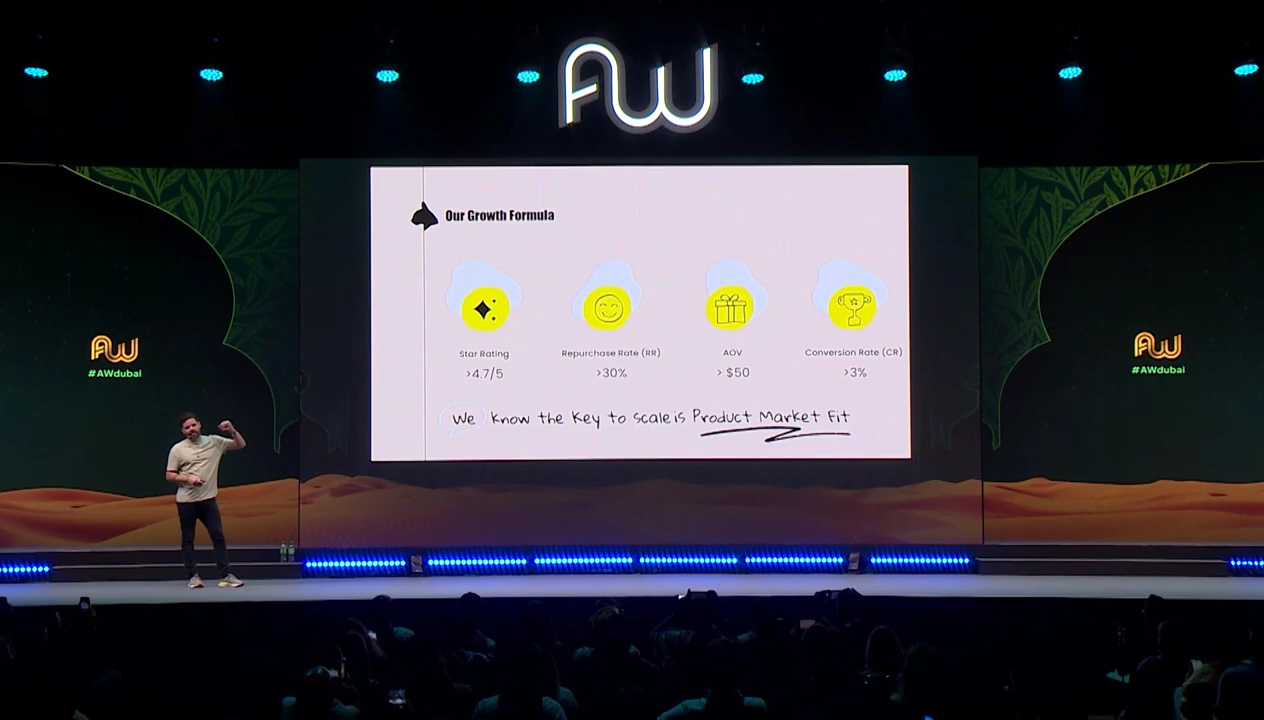 AW
Our Growth Formula
Star Rating
>4.7/5
Repurchase Rate (RR)
>30%
AOV
> $50
Conversion Rate (CR)
>3%
We know the key to scale is Product Market Fit
AW
#AWdubai
AW
#AWdubai